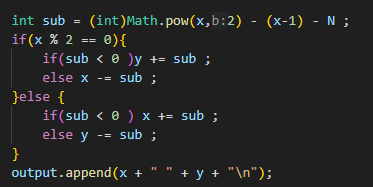 int sub = (int)Math.pow(x,b:2) - (x-1) - N ;
if(x % 2 == 0){
if(sub < 0 )y += sub ;
else x -= sub ;
}else {
if(sub < 0 ) x += sub ;
else y -= sub ;
}
output.append(x + " " + y + "\n");